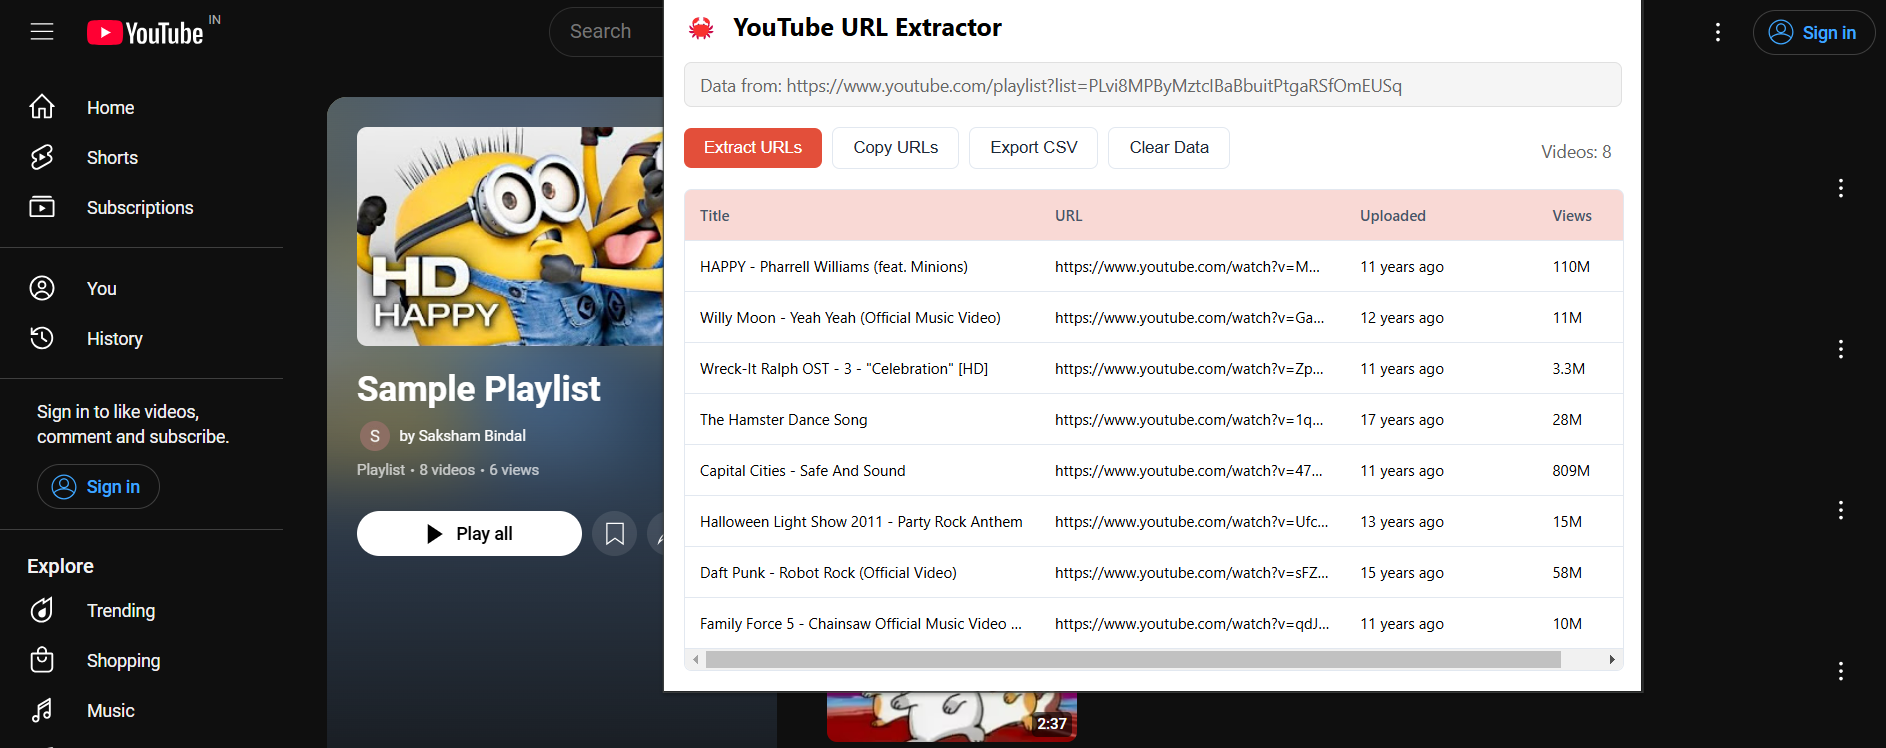 YouTube IN
Search
Sign in
Home
Shorts
Subscriptions
You
History
Sign in to like videos,
comment and subscribe.
Sign in
Explore
Trending
Shopping
Music
HD
HAPPY
Sample Playlist
S by Saksham Bindal
Playlist • 8 videos • 6 views
Play all
YouTube URL Extractor
Data from: https://www.youtube.com/playlist?list=PLvi8MPByMztcIBaBbuitPtgaRSfOmEUSq
Extract URLs Copy URLs Export CSV Clear Data Videos: 8
Title URL Uploaded Views
HAPPY - Pharrell Williams (feat. Minions) https://www.youtube.com/watch?v=M... 11 years ago 110M
Willy Moon - Yeah Yeah (Official Music Video) https://www.youtube.com/watch?v=Ga... 12 years ago 11M
Wreck-It Ralph OST - 3 - "Celebration" [HD] https://www.youtube.com/watch?v=Zp... 11 years ago 3.3M
The Hamster Dance Song https://www.youtube.com/watch?v=1q... 17 years ago 28M
Capital Cities - Safe And Sound https://www.youtube.com/watch?v=47... 11 years ago 809M
Halloween Light Show 2011 - Party Rock Anthem https://www.youtube.com/watch?v=Ufc... 13 years ago 15M
Daft Punk - Robot Rock (Official Video) https://www.youtube.com/watch?v=sFZ... 15 years ago 58M
Family Force 5 - Chainsaw Official Music Video ... https://www.youtube.com/watch?v=qdJ... 11 years ago 10M
2:37